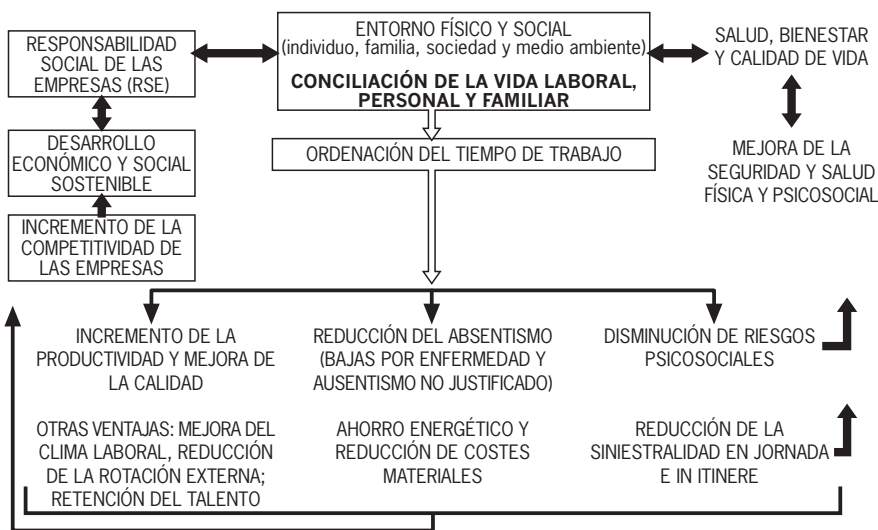 RESPONSABILIDAD
SOCIAL DE LAS
EMPRESAS (RSE)
ENTORNO FÍSICO Y SOCIAL
(individuo, familia, sociedad y medio ambiente)
CONCILIACIÓN DE LA VIDA LABORAL,
PERSONAL Y FAMILIAR
SALUD, BIENESTAR
Y CALIDAD DE VIDA
DESARROLLO
ECONÓMICO Y SOCIAL
SOSTENIBLE
ORDENACIÓN DEL TIEMPO DE TRABAJO
MEJORA DE LA
SEGURIDAD Y SALUD
FÍSICA Y PSICOSOCIAL
INCREMENTO DE LA
COMPETITIVIDAD DE
LAS EMPRESAS
INCREMENTO DE LA
PRODUCTIVIDAD Y MEJORA DE
LA CALIDAD
REDUCCIÓN DEL ABSENTISMO
(BAJAS POR ENFERMEDAD Y
AUSENTISMO NO JUSTIFICADO)
DISMINUCIÓN DE RIESGOS
PSICOSOCIALES
OTRAS VENTAJAS: MEJORA DEL
CLIMA LABORAL, REDUCCIÓN
DE LA ROTACIÓN EXTERNA;
RETENCIÓN DEL TALENTO
AHORRO ENERGÉTICO Y
REDUCCIÓN DE COSTES
MATERIALES
REDUCCIÓN DE LA
SINIESTRALIDAD EN JORNADA
E IN ITINERE